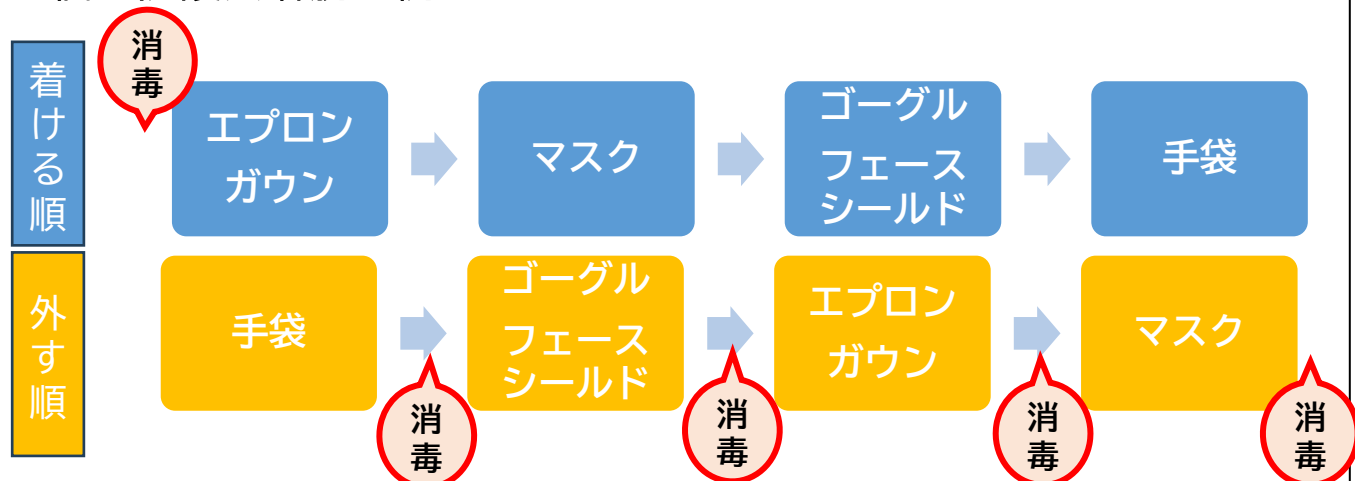 消
毒
着ける順
エプロン
ガウン
マスク
ゴーグル
フェース
シールド
手袋
外す順
手袋
ゴーグル
フェース
シールド
エプロン
ガウン
マスク
消
毒
消
毒
消
毒
消
毒